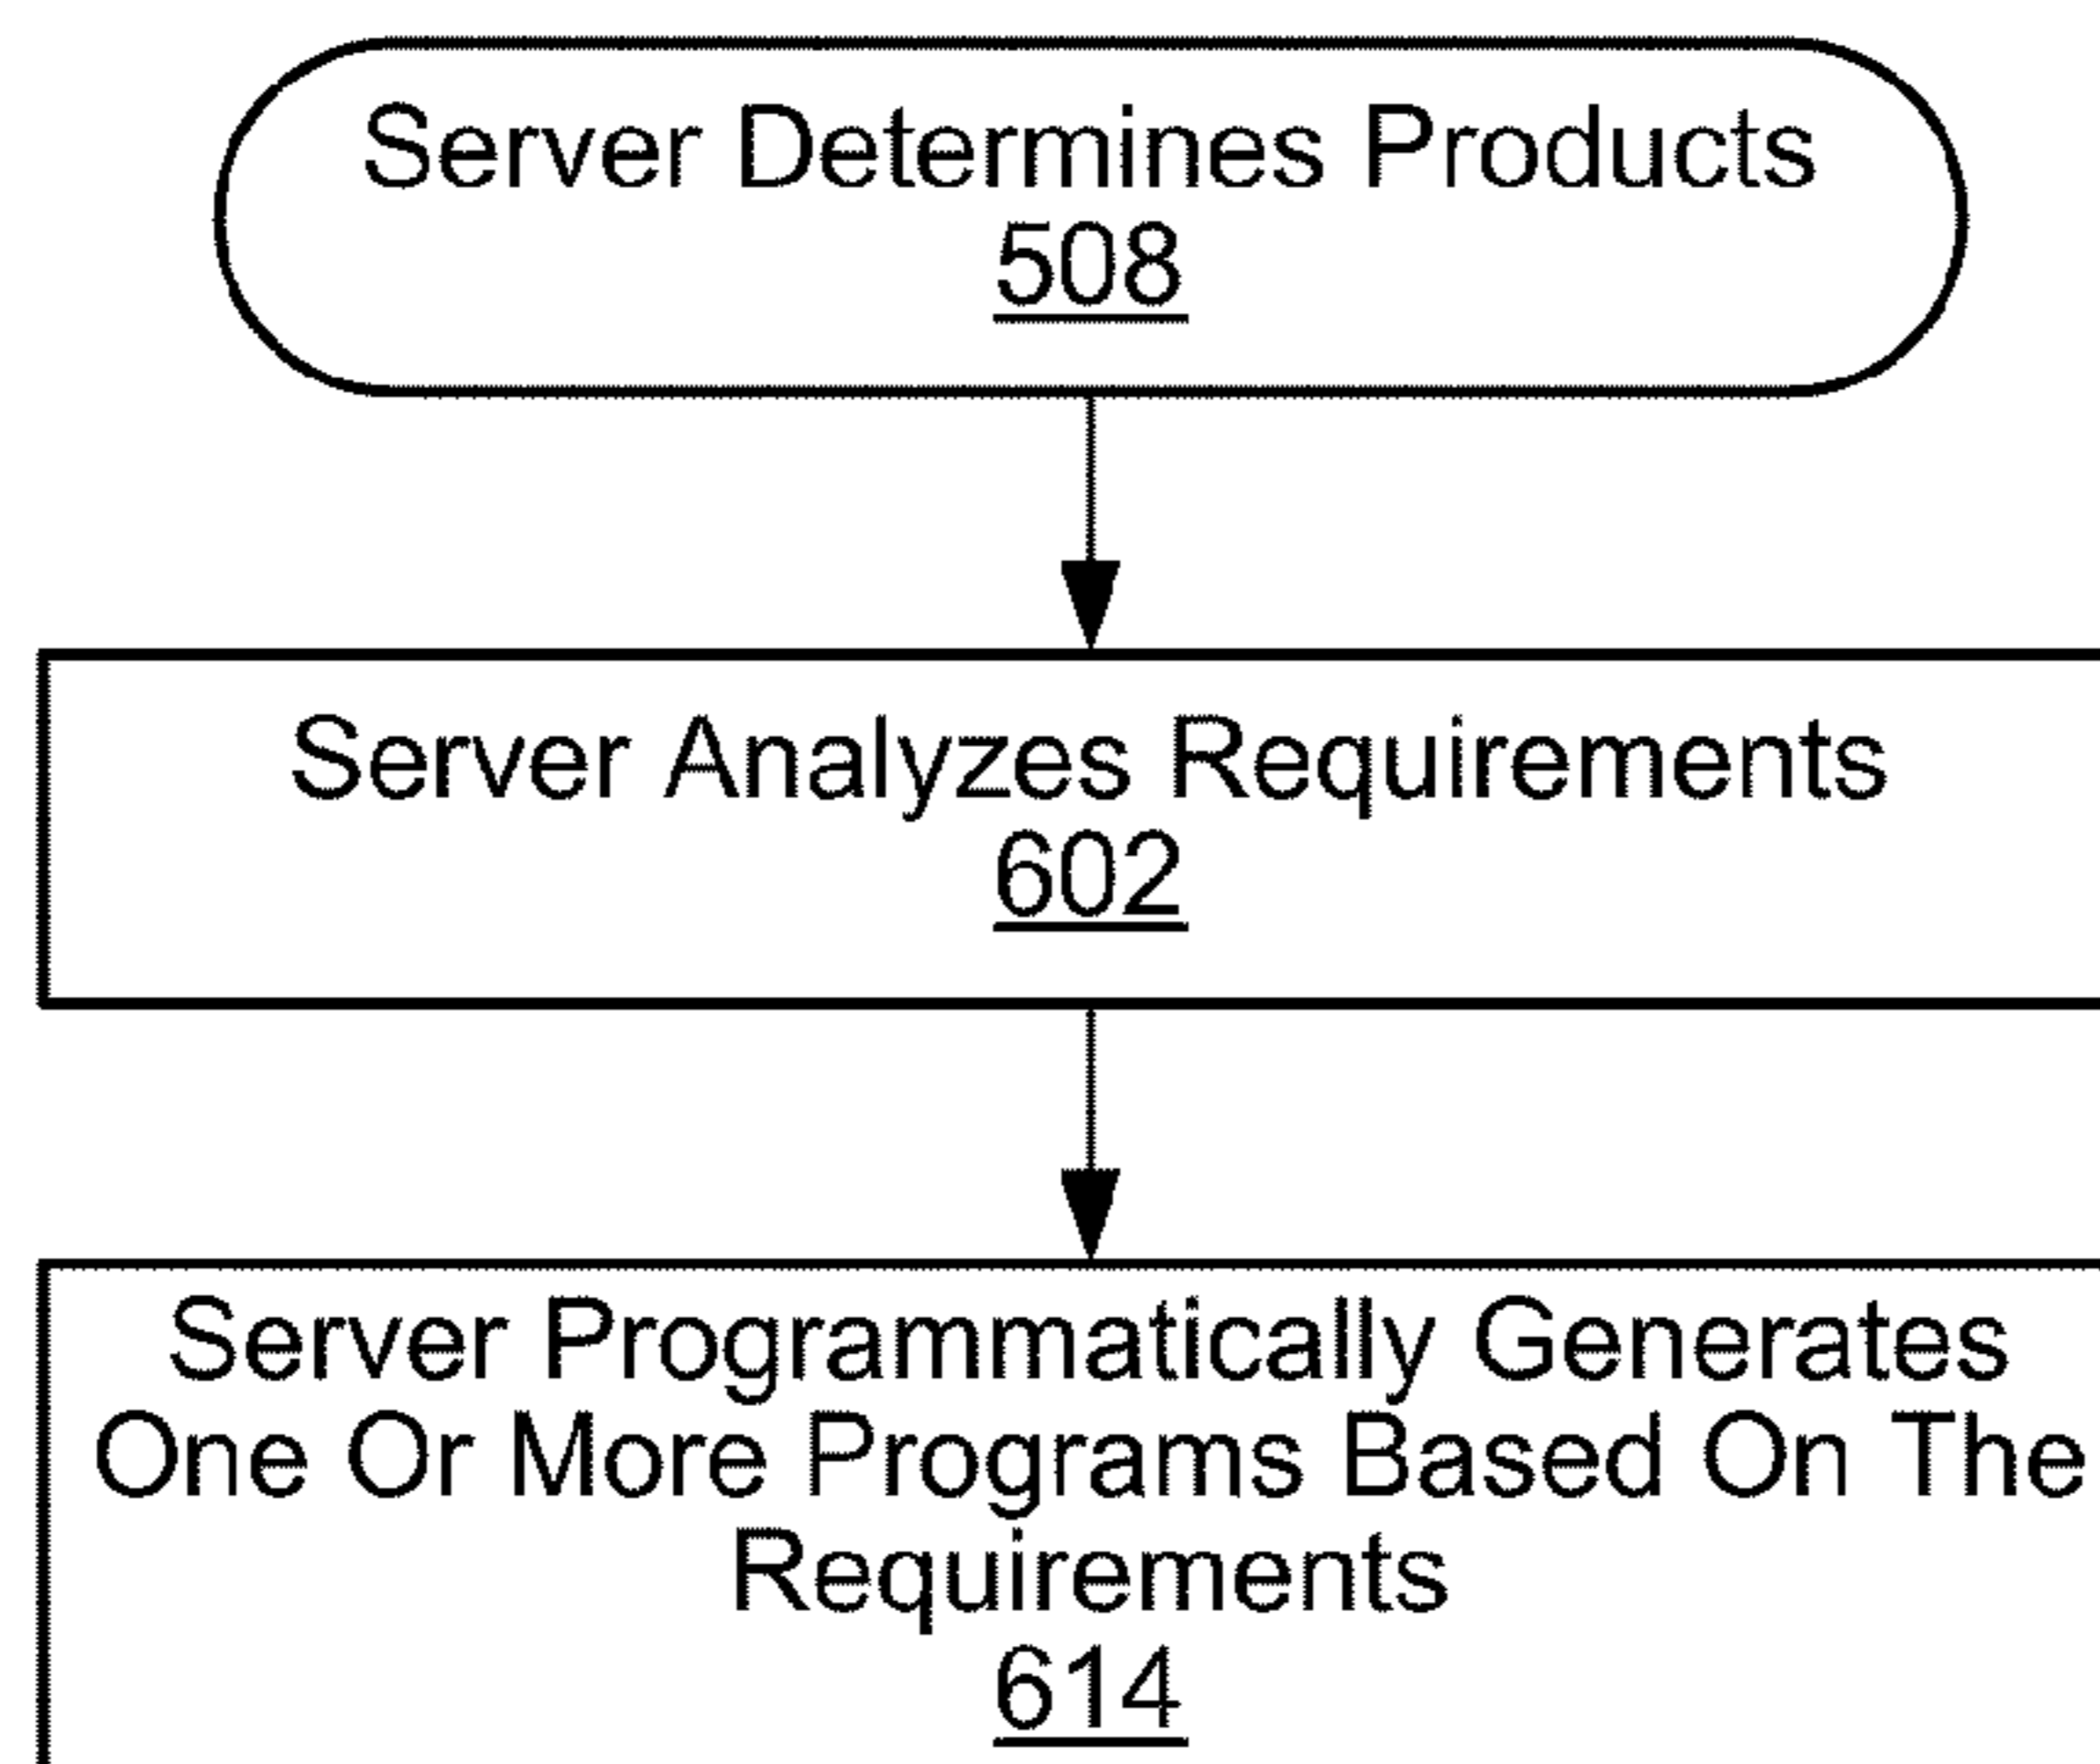 Server Determines Products
508
Server Analyzes Requirements
602
Server Programmatically Generates
One Or More Programs Based On The
Requirements
614